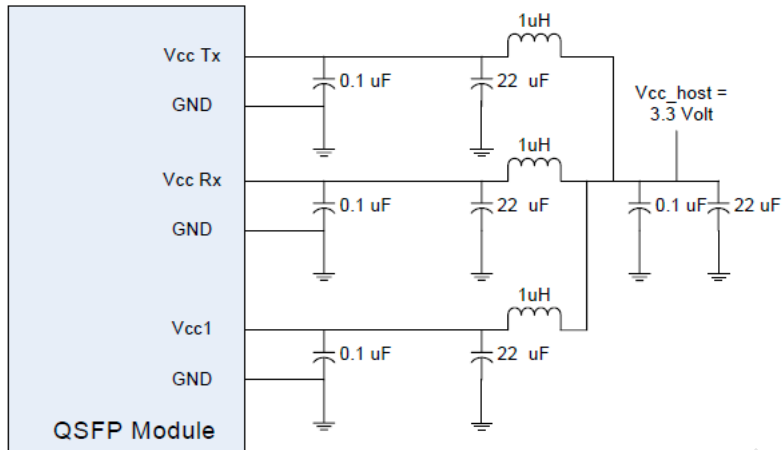 1uH
Vcc Tx
0.1 uF
22 uF
GND
Vcc_host =
3.3 Volt
1uH
Vcc Rx
0.1 uF
22 uF
0.1 uF
22 uF
GND
1uH
Vcc1
0.1 uF
22 uF
GND
QSFP Module